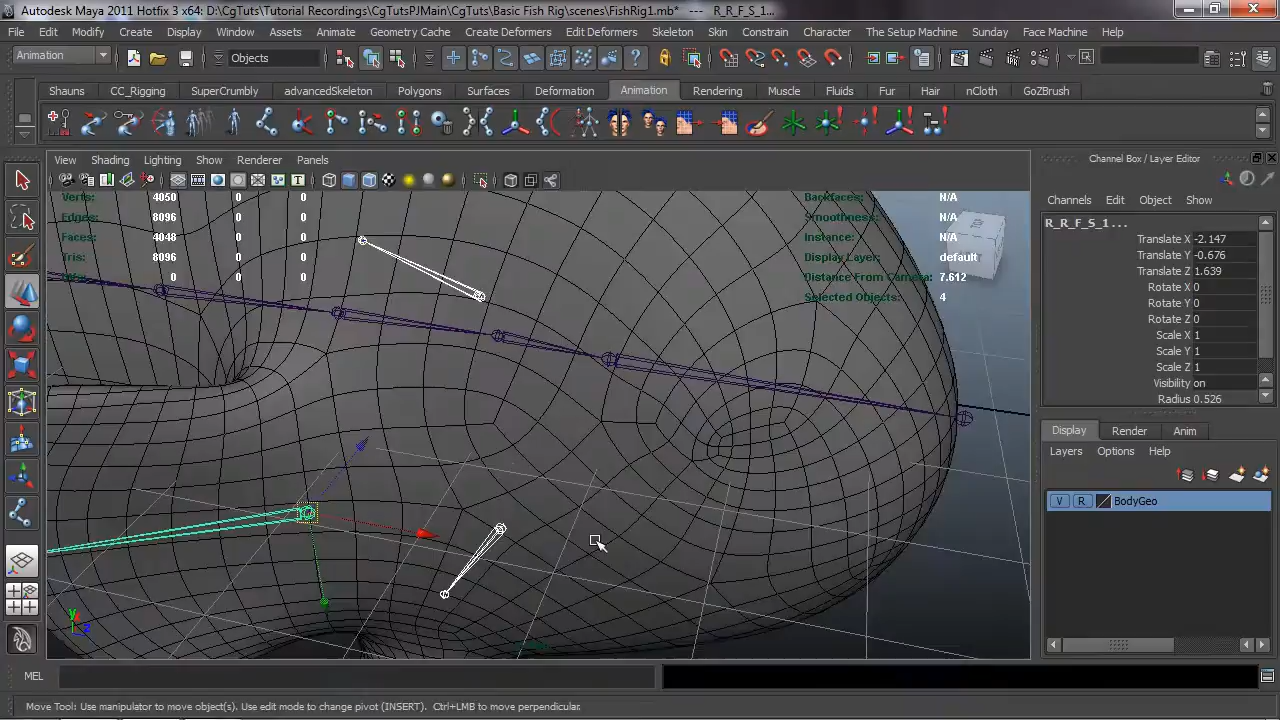 Autodesk Maya 2011 Hotfix 3 x64: D:\CgTuts\Tutorial Recordings\CgTutsPJMain\CgTuts\Basic Fish Rig\scenes\FishRig1.mb* --- R_R_F_S_1...
File Edit Modify Create Display Window Assets Animate Geometry Cache Create Deformers Edit Deformers Skeleton Skin Constrain Character The Setup Machine Sunday Face Machine Help
Animation Objects
Shauns CC_Rigging SuperCrumbly advancedSkeleton Polygons Surfaces Deformation Animation Rendering Muscle Fluids Fur Hair nCloth GoZBrush
View Shading Lighting Show Renderer Panels
Channel Box / Layer Editor
Channels Edit Object Show
Verts: 4050 0 0 Backfaces: N/A
Edges: 8096 0 0 Smoothness: N/A
Faces: 4048 0 0 Instance: N/A
Tris: 8096 0 0 Display Layer: default
0 0 0 Distance From Camera: 7.612
Selected Objects: 4
R_R_F_S_1...
Translate X -2.147
Translate Y -0.676
Translate Z 1.639
Rotate X 0
Rotate Y 0
Rotate Z 0
Scale X 1
Scale Y 1
Scale Z 1
Visibility on
Radius 0.526
Display Render Anim
Layers Options Help
V R BodyGeo
y
z
MEL
Move Tool: Use manipulator to move object(s). Use edit mode to change pivot (INSERT). Ctrl+LMB to move perpendicular.